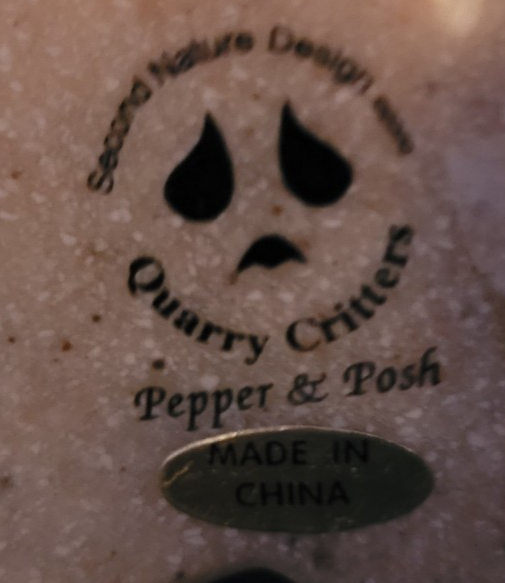 Second Nature Design
Quarry Critters
Pepper & Posh
MADE IN
CHINA